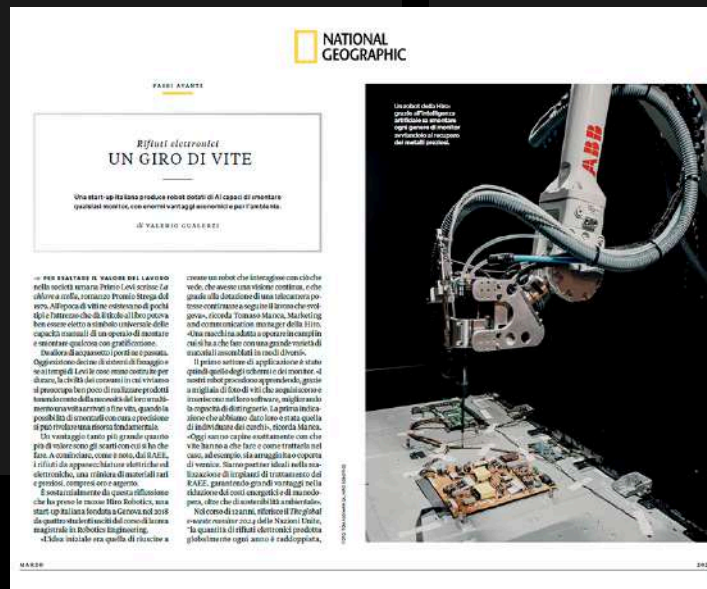 NATIONAL
GEOGRAPHIC
PASSI AVANTI
Rifiuti elettronici
UN GIRO DI VITE
Una start-up italiana produce robot dotati di AI capaci di smontare
qualsiasi monitor, con enormi vantaggi economici e per l'ambiente.
di VALERIO GUALERZI
PER ESALTARE IL VALORE DEL LAVORO
nella società umana Primo Levi scrisse La
chiave a stella, romanzo Premio Strega del
1979. All'epoca di viti ne esistevano di pochi
tipi e l'attrezzo che dà il titolo al libro poteva
ben essere eletto a simbolo universale delle
capacità manuali di un operaio di montare
e smontare qualcosa con gratificazione.
Da allora di acqua sotto i ponti ne è passata.
Oggi esistono decine di sistemi di fissaggio e
se ai tempi di Levi le cose erano costruite per
durare, la civiltà dei consumi in cui viviamo
si preoccupa ben poco di realizzare prodotti
tenendo conto della necessità del loro smalti-
mento una volta arrivati a fine vita, quando la
possibilità di smontarli con cura e precisione
si può rivelare una risorsa fondamentale.
Un vantaggio tanto più grande quanto
più di valore sono gli scarti con cui si ha che
fare. A cominciare, come è noto, dai RAEE,
i rifiuti da apparecchiature elettriche ed
elettroniche, una miniera di materiali rari
e preziosi, compresi oro e argento.
È sostanzialmente da questa riflessione
che ha preso le mosse Hiro Robotics, una
start-up italiana fondata a Genova nel 2018
da quattro studenti usciti del corso di laurea
magistrale in Robotics Engineering.
«L'idea iniziale era quella di riuscire a
creare un robot che interagisse con ciò che
vede, che avesse una visione continua, e che
grazie alla dotazione di una telecamera po-
tesse continuare a seguire il lavoro che svol-
geva», ricorda Tomaso Manca, Marketing
and communication manager della Hiro.
«Una macchina adatta a operare in campi in
cui si ha a che fare con una grande varietà di
materiali assemblati in modi diversi».
Il primo settore di applicazione è stato
quindi quello degli schermi e dei monitor. «I
nostri robot procedono apprendendo, grazie
a migliaia di foto di viti che acquisiscono e
inseriscono nel loro software, migliorando
la capacità di distinguerle. La prima indica-
zione che abbiamo dato loro è stata quella
di individuare dei cerchi», ricorda Manca.
«Oggi sanno capire esattamente con che
vite hanno a che fare e come trattarla nel
caso, ad esempio, sia arrugginita o coperta
di vernice. Siamo partner ideali nella rea-
lizzazione di impianti di trattamento dei
RAEE, garantendo grandi vantaggi nella
riduzione dei costi energetici e di manodo-
pera, oltre che di sostenibilità ambientale».
Nel corso di 12 anni, riferisce il The global
e-waste monitor 2024 delle Nazioni Unite,
"la quantità di rifiuti elettronici prodotta
globalmente ogni anno è raddoppiata,
Un robot della Hiro:
grazie all'intelligenza
artificiale sa smontare
ogni genere di monitor
avviandolo al recupero
dei metalli preziosi.
ABB
MARZO